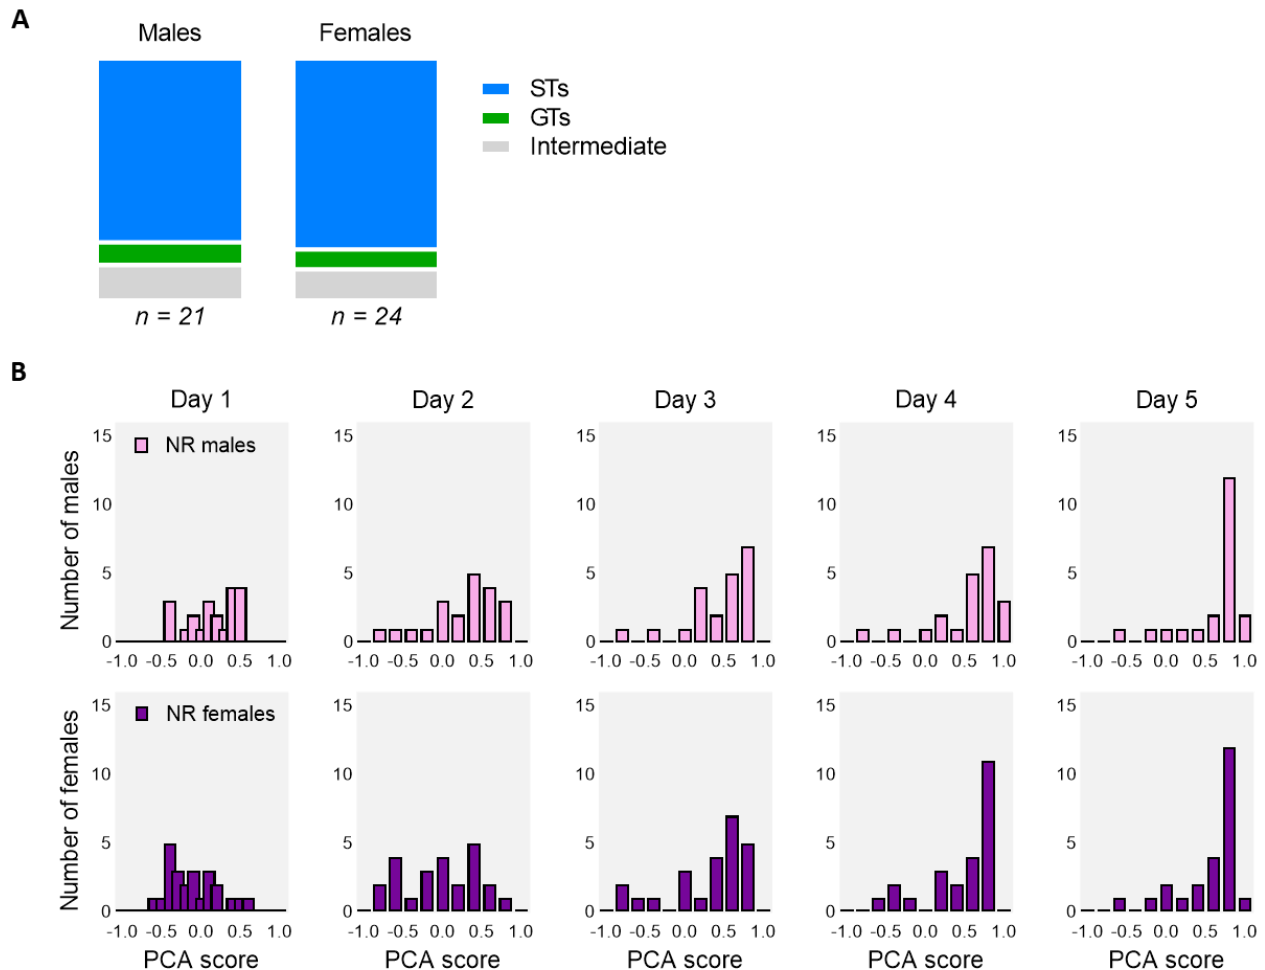 A
Males Females
STs
GTs
Intermediate
n = 21 n = 24
B
Day 1 Day 2 Day 3 Day 4 Day 5
Number of males
15 15 15 15 15
NR males
10 10 10 10 10
5 5 5 5 5
0 0 0 0 0
-1.0 -0.5 0.0 0.5 1.0 -1.0 -0.5 0.0 0.5 1.0 -1.0 -0.5 0.0 0.5 1.0 -1.0 -0.5 0.0 0.5 1.0 -1.0 -0.5 0.0 0.5 1.0
Number of females
15 15 15 15 15
NR females
10 10 10 10 10
5 5 5 5 5
0 0 0 0 0
-1.0 -0.5 0.0 0.5 1.0 -1.0 -0.5 0.0 0.5 1.0 -1.0 -0.5 0.0 0.5 1.0 -1.0 -0.5 0.0 0.5 1.0 -1.0 -0.5 0.0 0.5 1.0
PCA score PCA score PCA score PCA score PCA score